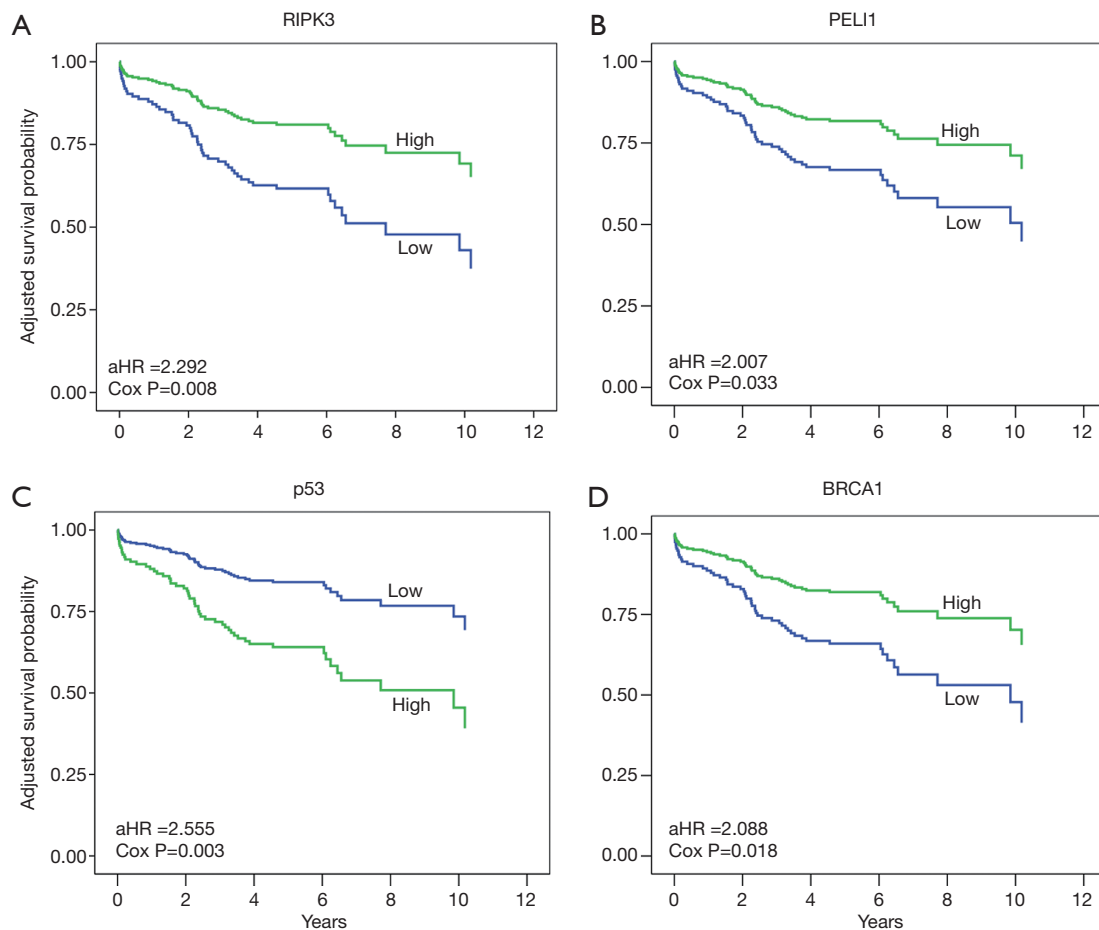 A
RIPK3
Adjusted survival probability
1.00
0.75
0.50
0.25
0.00
High
Low
aHR =2.292
Cox P=0.008
0 2 4 6 8 10 12
B
PELI1
1.00
0.75
0.50
0.25
0.00
High
Low
aHR =2.007
Cox P=0.033
0 2 4 6 8 10 12
C
p53
Adjusted survival probability
1.00
0.75
0.50
0.25
0.00
Low
High
aHR =2.555
Cox P=0.003
0 2 4 6 8 10 12
Years
D
BRCA1
1.00
0.75
0.50
0.25
0.00
High
Low
aHR =2.088
Cox P=0.018
0 2 4 6 8 10 12
Years